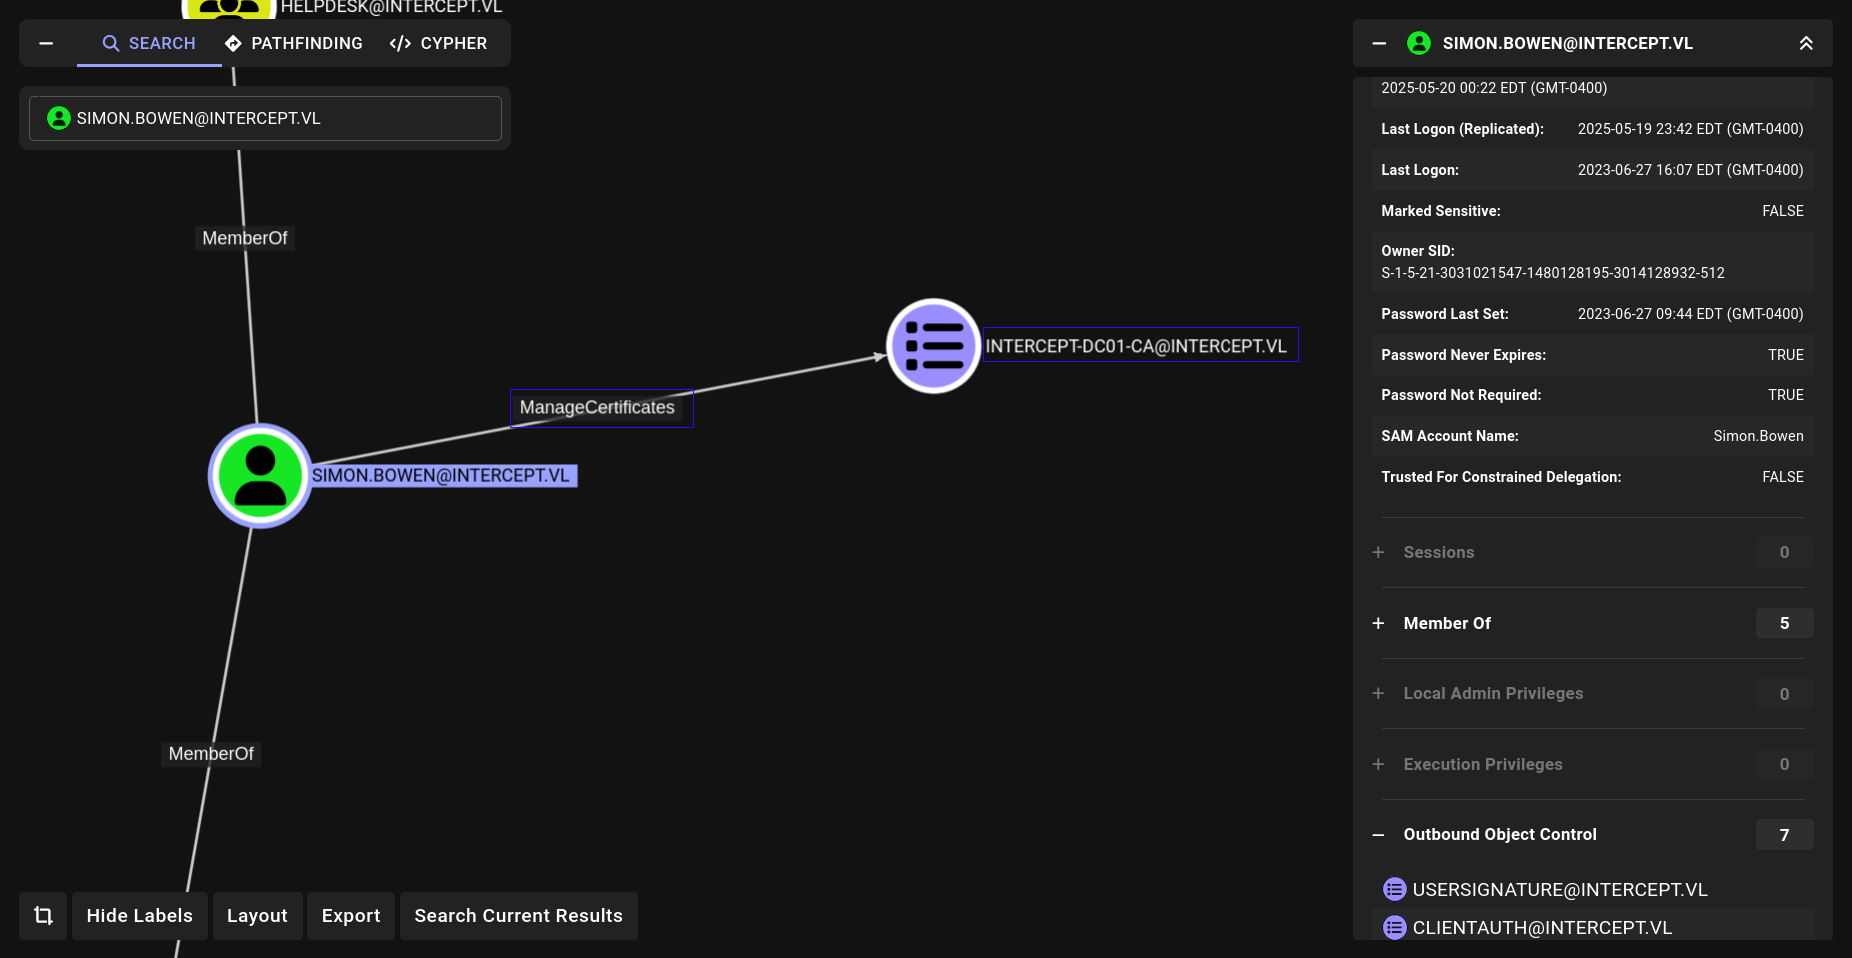 HELPDESK@INTERCEPT.VL
SEARCH
PATHFINDING
CYPHER
SIMON.BOWEN@INTERCEPT.VL
MemberOf
INTERCEPT-DC01-CA@INTERCEPT.VL
ManageCertificates
SIMON.BOWEN@INTERCEPT.VL
MemberOf
Hide Labels
Layout
Export
Search Current Results
SIMON.BOWEN@INTERCEPT.VL
2025-05-20 00:22 EDT (GMT-0400)
Last Logon (Replicated): 2025-05-19 23:42 EDT (GMT-0400)
Last Logon: 2023-06-27 16:07 EDT (GMT-0400)
Marked Sensitive: FALSE
Owner SID:
S-1-5-21-3031021547-1480128195-3014128932-512
Password Last Set: 2023-06-27 09:44 EDT (GMT-0400)
Password Never Expires: TRUE
Password Not Required: TRUE
SAM Account Name: Simon.Bowen
Trusted For Constrained Delegation: FALSE
Sessions 0
Member Of 5
Local Admin Privileges 0
Execution Privileges 0
Outbound Object Control 7
USERSIGNATURE@INTERCEPT.VL
CLIENTAUTH@INTERCEPT.VL